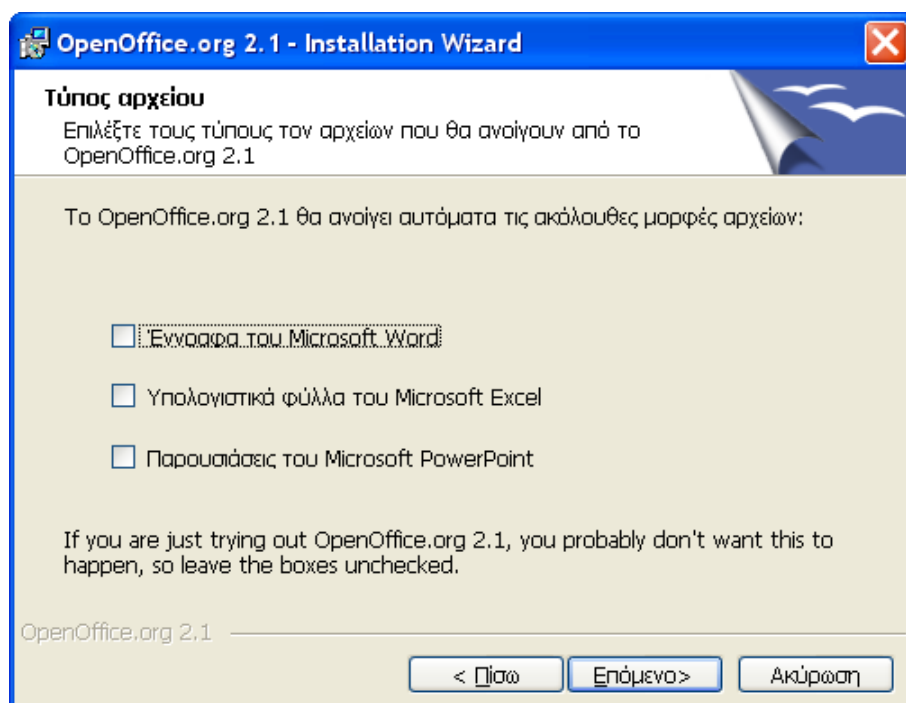 OpenOffice.org 2.1 - Installation Wizard
Τύπος αρχείου
Επιλέξτε τους τύπους τον αρχείων που θα ανοίγουν από το
OpenOffice.org 2.1
Το OpenOffice.org 2.1 θα ανοίγει αυτόματα τις ακόλουθες μορφές αρχείων:
Έγγραφα του Microsoft Word
Υπολογιστικά φύλλα του Microsoft Excel
Παρουσιάσεις του Microsoft PowerPoint
If you are just trying out OpenOffice.org 2.1, you probably don't want this to
happen, so leave the boxes unchecked.
OpenOffice.org 2.1
< Πίσω Επόμενο> Ακύρωση